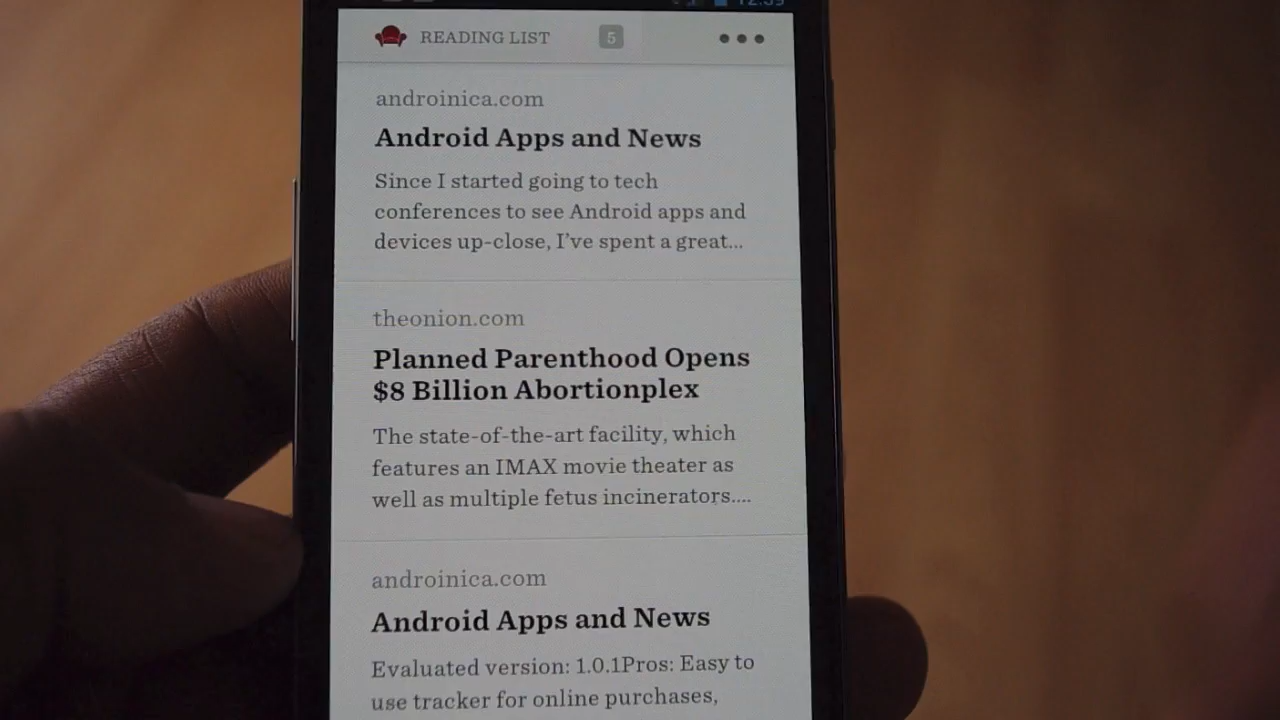 READING LIST 5
androinica.com
Android Apps and News
Since I started going to tech
conferences to see Android apps and
devices up-close, I've spent a great...
theonion.com
Planned Parenthood Opens
$8 Billion Abortionplex
The state-of-the-art facility, which
features an IMAX movie theater as
well as multiple fetus incinerators....
androinica.com
Android Apps and News
Evaluated version: 1.0.1Pros: Easy to
use tracker for online purchases,